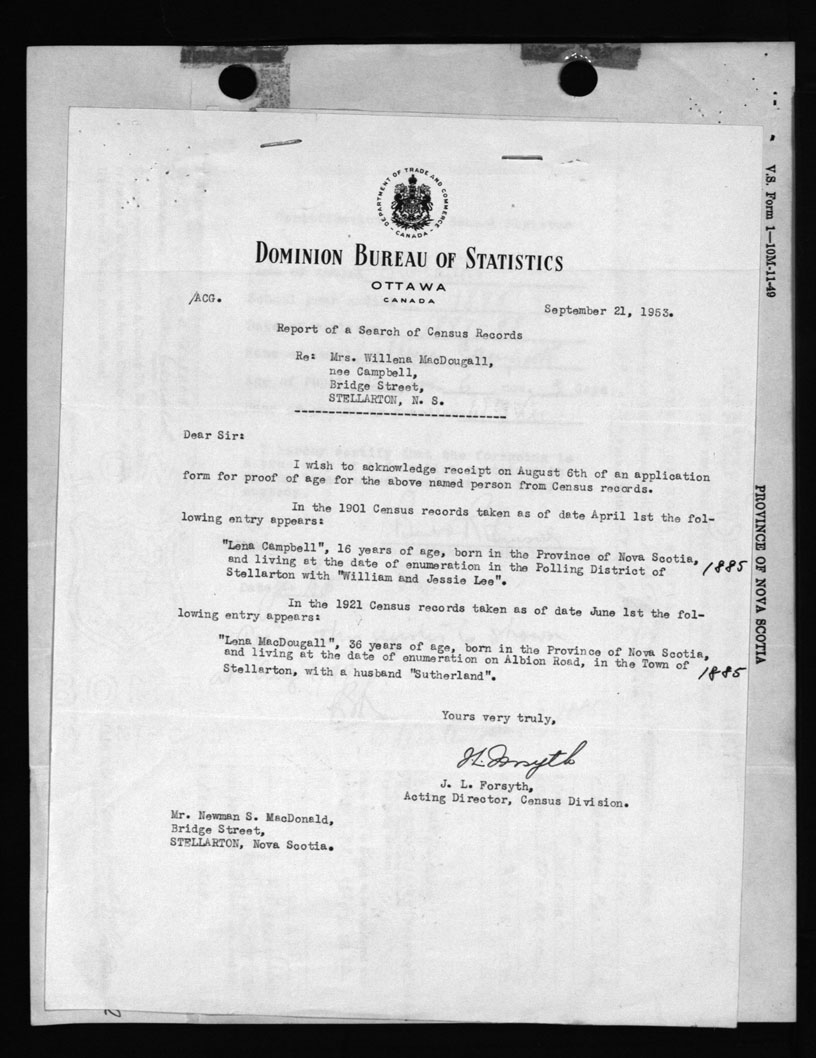 DEPARTMENT OF TRADE AND COMMERCE
CANADA
DOMINION BUREAU OF STATISTICS
OTTAWA
CANADA
/ACG.
September 21, 1953.
Report of a Search of Census Records
Re: Mrs. Willena MacDougall,
nee Campbell,
Bridge Street,
STELLARTON, N. S.
Dear Sir:
I wish to acknowledge receipt on August 6th of an application
form for proof of age for the above named person from Census records.
In the 1901 Census records taken as of date April 1st the fol-
lowing entry appears:
"Lena Campbell", 16 years of age, born in the Province of Nova Scotia,
and living at the date of enumeration in the Polling District of 1885
Stellarton with "William and Jessie Lee".
In the 1921 Census records taken as of date June 1st the fol-
lowing entry appears:
"Lena MacDougall", 36 years of age, born in the Province of Nova Scotia,
and living at the date of enumeration on Albion Road, in the Town of
Stellarton, with a husband "Sutherland". 1885
Yours very truly,
J. L. Forsyth
J. L. Forsyth,
Acting Director, Census Division.
Mr. Newman S. MacDonald,
Bridge Street,
STELLARTON, Nova Scotia.
V.S. Form 1—10M-11-49
PROVINCE OF NOVA SCOTIA